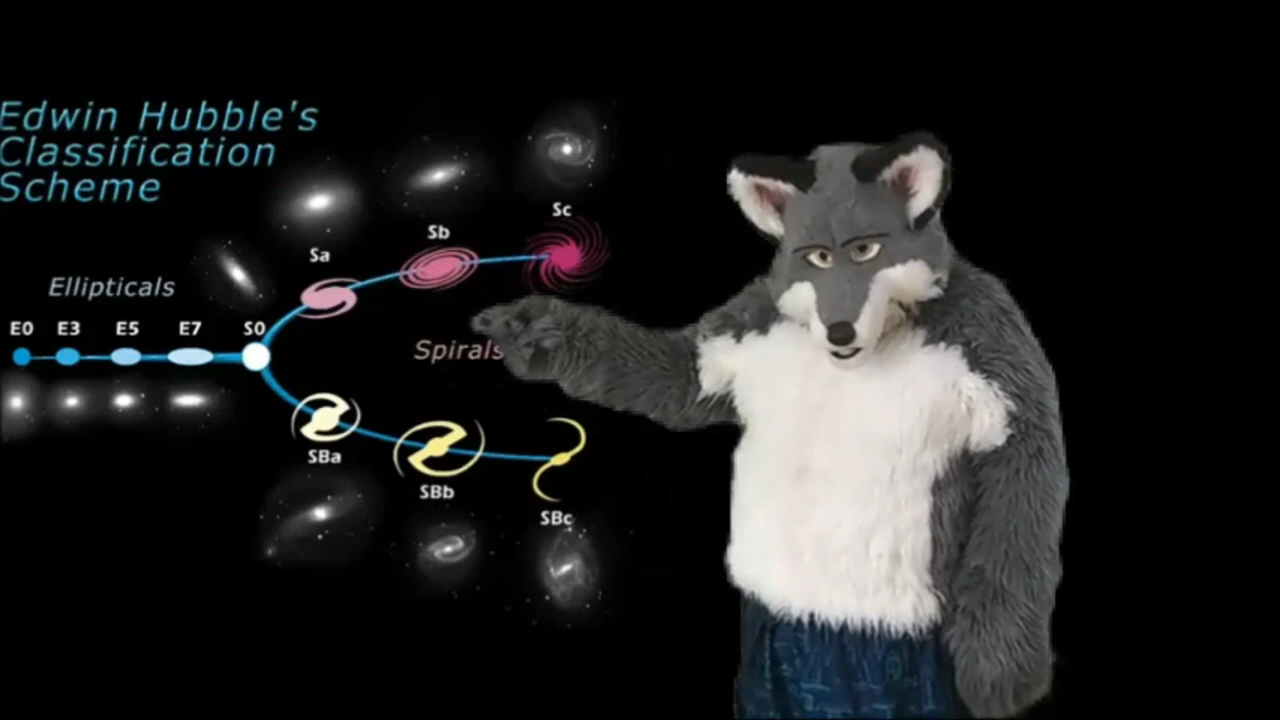 Edwin Hubble's
Classification
Scheme
Sc
Sb
Sa
Ellipticals
E0 E3 E5 E7 S0
Spirals
SBa
SBb
SBc